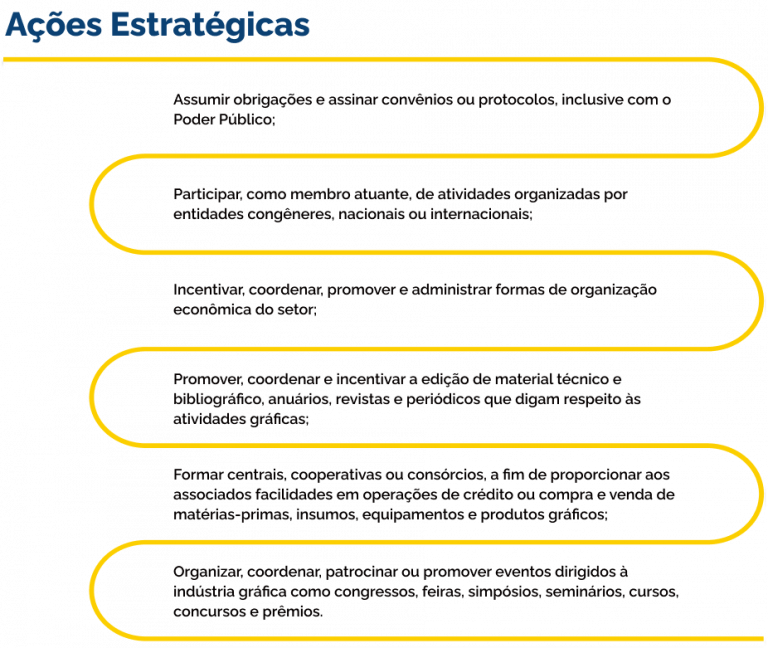 Ações Estratégicas
Assumir obrigações e assinar convênios ou protocolos, inclusive com o
Poder Público;
Participar, como membro atuante, de atividades organizadas por
entidades congêneres, nacionais ou internacionais;
Incentivar, coordenar, promover e administrar formas de organização
econômica do setor;
Promover, coordenar e incentivar a edição de material técnico e
bibliográfico, anuários, revistas e periódicos que digam respeito às
atividades gráficas;
Formar centrais, cooperativas ou consórcios, a fim de proporcionar aos
associados facilidades em operações de crédito ou compra e venda de
matérias-primas, insumos, equipamentos e produtos gráficos;
Organizar, coordenar, patrocinar ou promover eventos dirigidos à
indústria gráfica como congressos, feiras, simpósios, seminários, cursos,
concursos e prêmios.